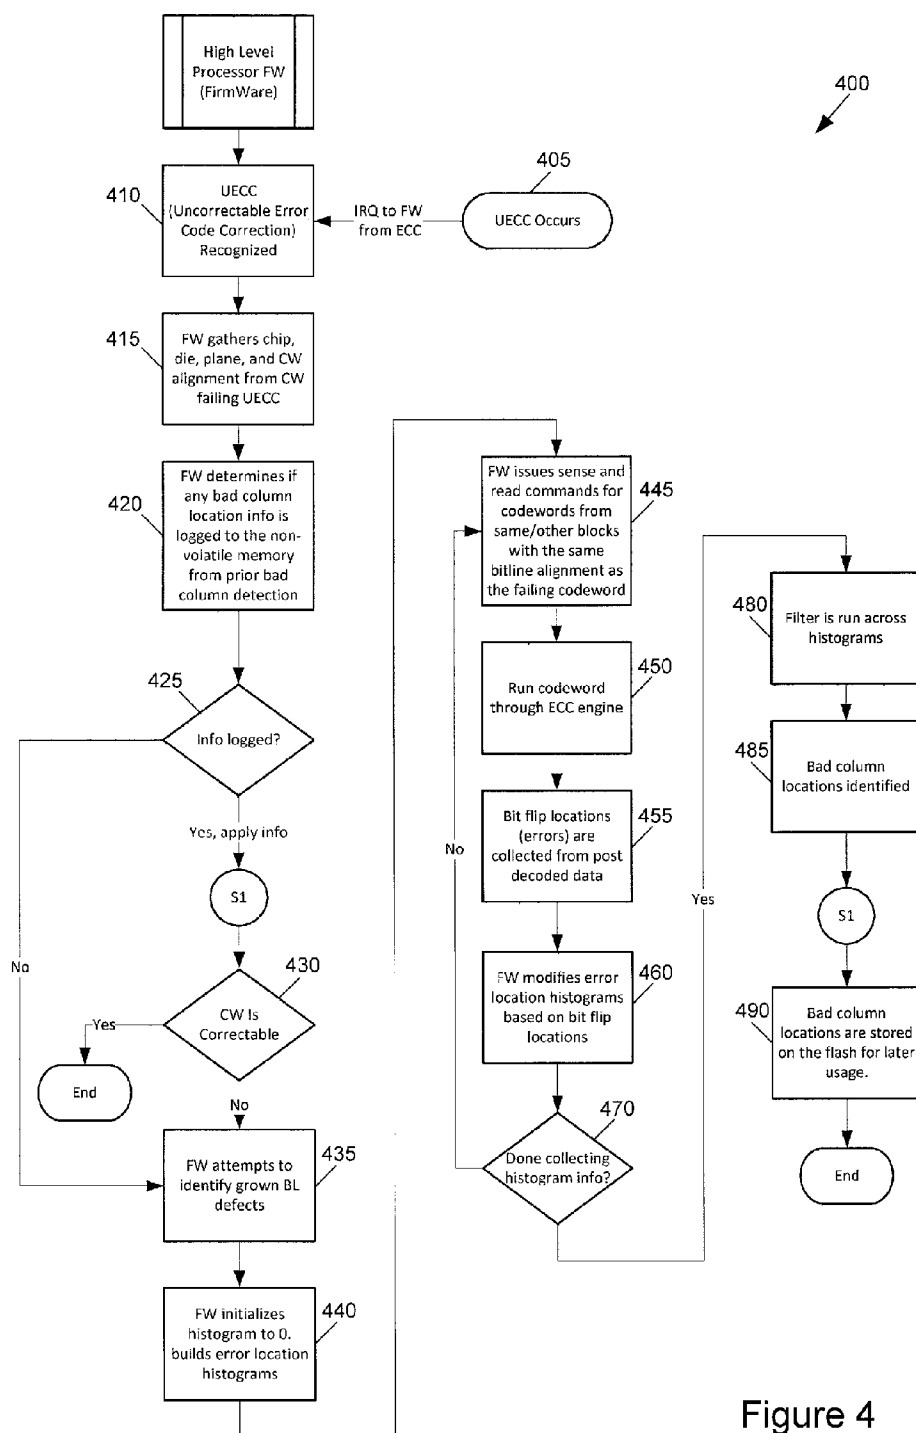 High Level
Processor FW
(FirmWare)
400
405
UECC Occurs
IRQ to FW
from ECC
410
UECC
(Uncorrectable Error
Code Correction)
Recognized
415
FW gathers chip,
die, plane, and CW
alignment from CW
failing UECC
420
FW determines if
any bad column
location info is
logged to the non-
volatile memory
from prior bad
column detection
425
Info logged?
Yes, apply info
S1
No
430
CW Is
Correctable
Yes
End
No
435
FW attempts to
identify grown BL
defects
440
FW initializes
histogram to 0.
builds error location
histograms
445
FW issues sense and
read commands for
codewords from
same/other blocks
with the same
bitline alignment as
the failing codeword
450
Run codeword
through ECC engine
455
Bit flip locations
(errors) are
collected from post
decoded data
No
460
FW modifies error
location histograms
based on bit flip
locations
470
Done collecting
histogram info?
Yes
480
Filter is run across
histograms
485
Bad column
locations identified
S1
490
Bad column
locations are stored
on the flash for later
usage.
End
Figure 4